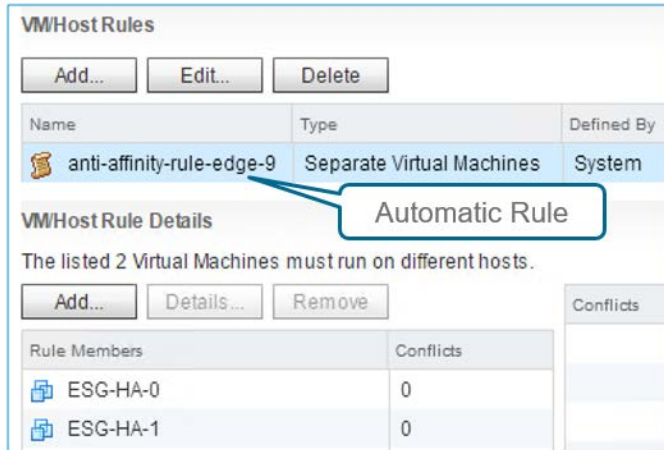 VM/Host Rules
Add... Edit... Delete
Name Type Defined By
anti-affinity-rule-edge-9 Separate Virtual Machines System
Automatic Rule
VM/Host Rule Details
The listed 2 Virtual Machines must run on different hosts.
Add... Details... Remove Conflicts
Rule Members Conflicts
ESG-HA-0 0
ESG-HA-1 0